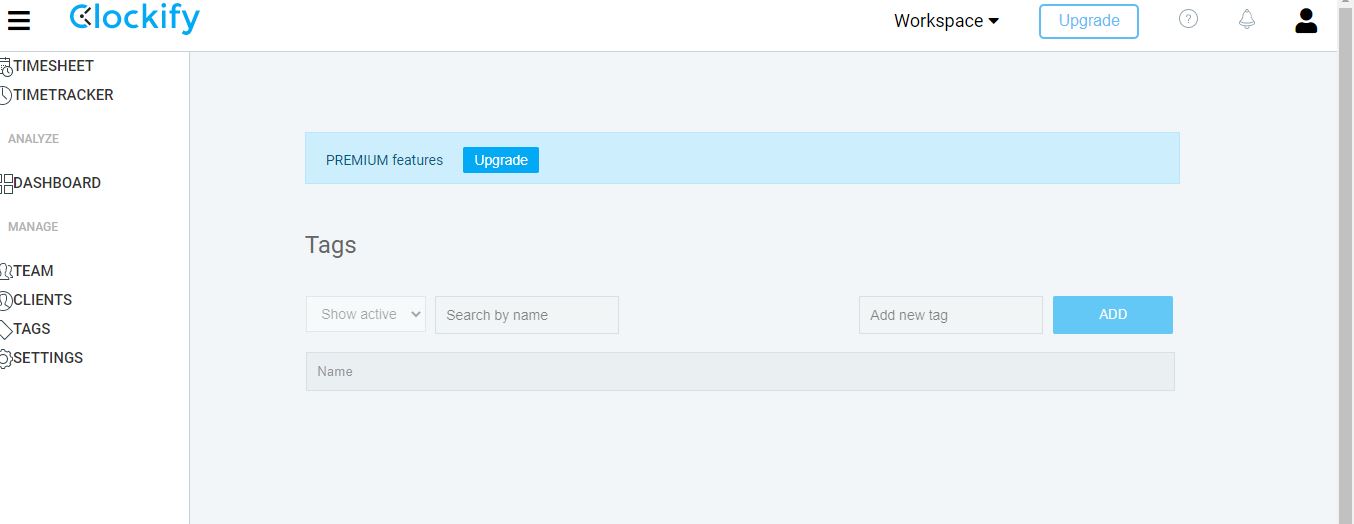 Clockify
Workspace
Upgrade
TIMESHEET
TIMETRACKER
ANALYZE
DASHBOARD
MANAGE
TEAM
CLIENTS
TAGS
SETTINGS
PREMIUM features Upgrade
Tags
Show active Search by name Add new tag ADD
Name